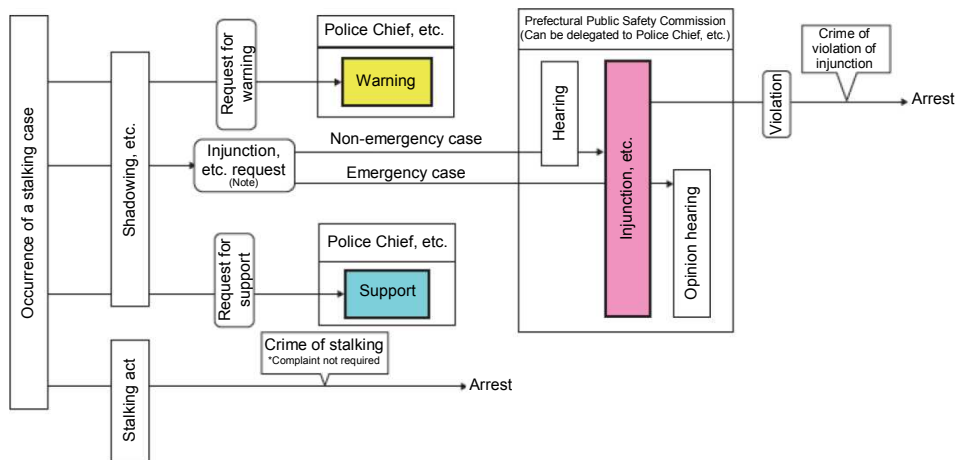 Occurrence of a stalking case
Shadowing, etc.
Request for
warning
Police Chief, etc.
Warning
Injunction,
etc. request
(Note)
Non-emergency case
Emergency case
Prefectural Public Safety Commission
(Can be delegated to Police Chief, etc.)
Hearing
Injunction, etc.
Opinion hearing
Violation
Crime of
violation of
injunction
Arrest
Request for
support
Police Chief, etc.
Support
Stalking act
Crime of stalking
*Complaint not required
Arrest